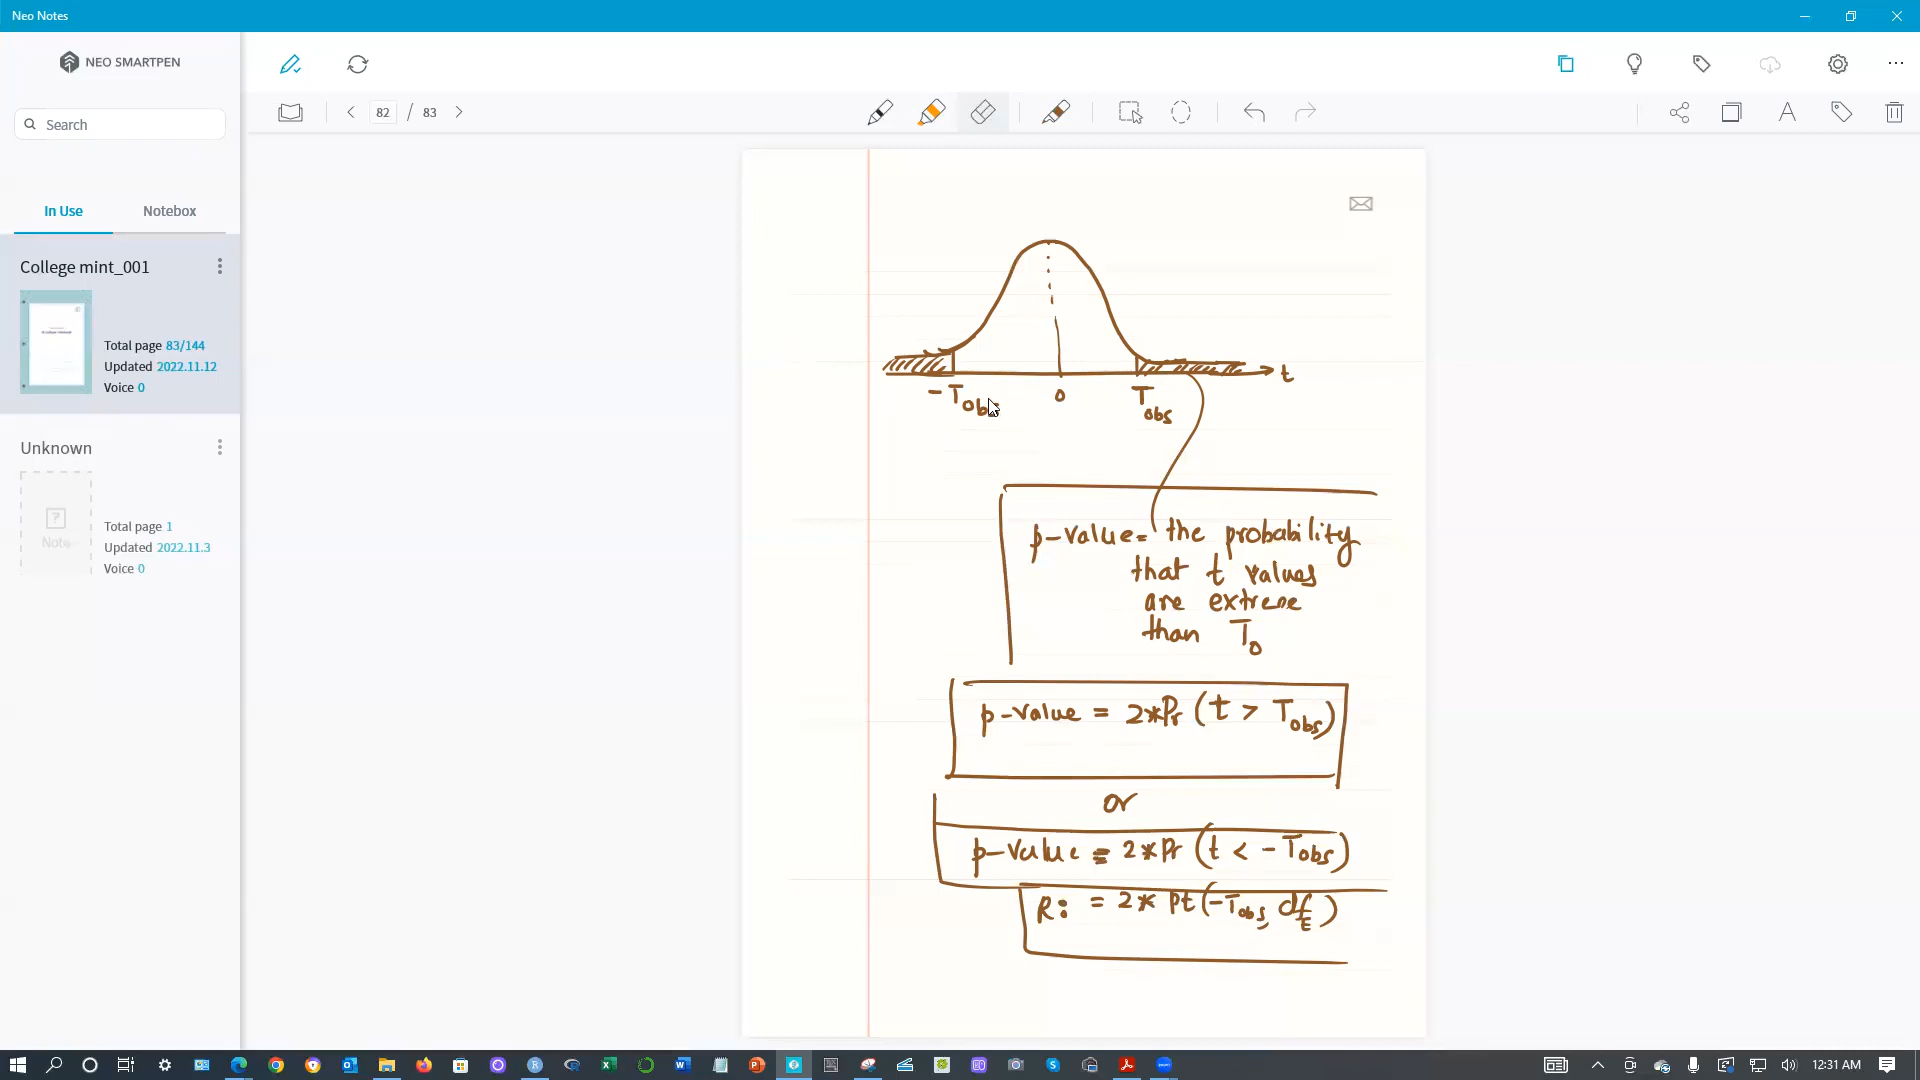 Neo Notes
NEO SMARTPEN
82 / 83
Search
In Use Notebox
College mint_001
Total page 83/144
Updated 2022.11.12
Voice 0
Unknown
Total page 1
Updated 2022.11.3
Voice 0
? Note
t
-Tobs 0 Tobs
p-value = the probability
that t values
are extreme
than To
p-value = 2*Pr (t > Tobs)
or
p-value = 2*Pr (t < -Tobs)
R: = 2* Pt (-Tobs, dft)
12:31 AM